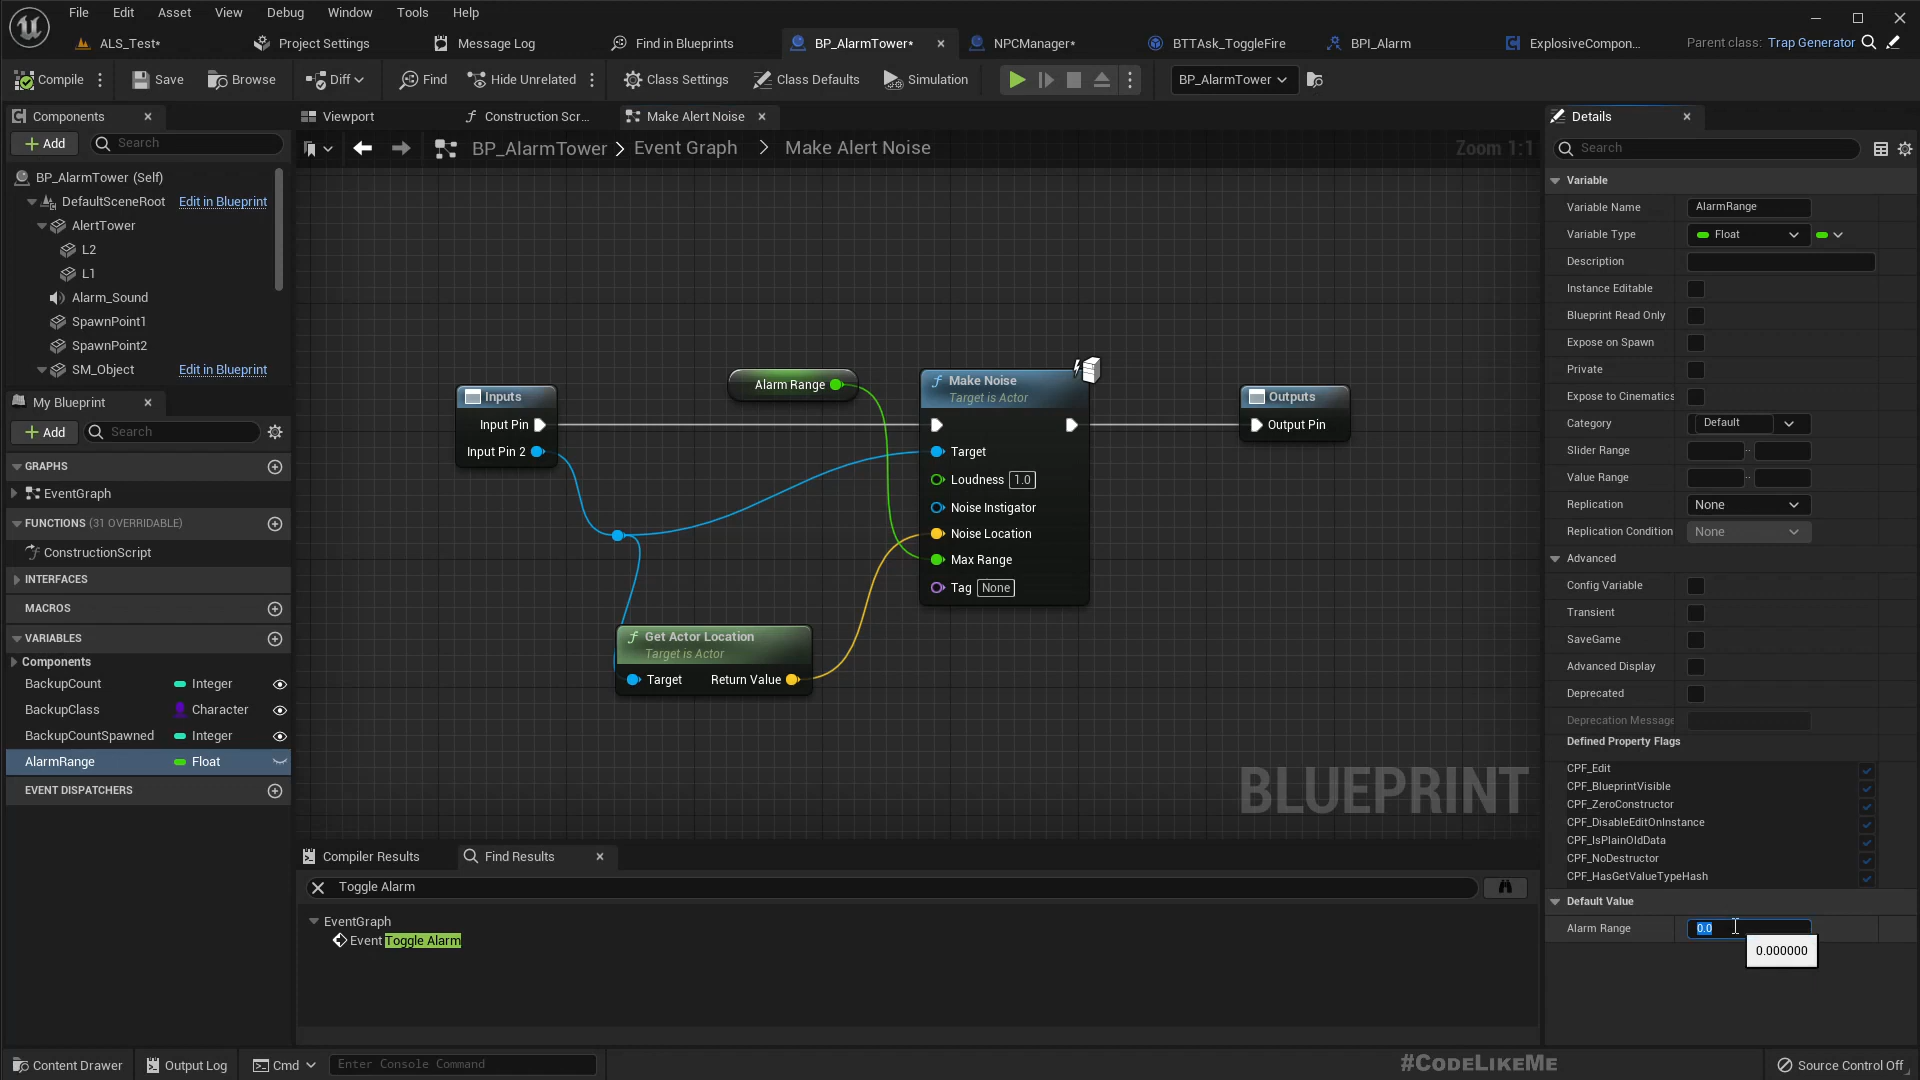 File Edit Asset View Debug Window Tools Help
ALS_Test* Project Settings Message Log Find in Blueprints BP_AlarmTower* NPCManager* BTTAsk_ToggleFire BPI_Alarm ExplosiveCompon... Parent class: Trap Generator
Compile Save Browse Diff Find Hide Unrelated Class Settings Class Defaults Simulation BP_AlarmTower
Components
Add Search
BP_AlarmTower (Self)
DefaultSceneRoot Edit in Blueprint
AlertTower
L2
L1
Alarm_Sound
SpawnPoint1
SpawnPoint2
SM_Object Edit in Blueprint
My Blueprint
Add Search
GRAPHS
EventGraph
FUNCTIONS (31 OVERRIDABLE)
ConstructionScript
INTERFACES
MACROS
VARIABLES
Components
BackupCount Integer
BackupClass Character
BackupCountSpawned Integer
AlarmRange Float
EVENT DISPATCHERS
Viewport Construction Scr... Make Alert Noise
BP_AlarmTower > Event Graph > Make Alert Noise Zoom 1:1
Inputs
Input Pin
Input Pin 2
Alarm Range
Make Noise
Target is Actor
Target
Loudness 1.0
Noise Instigator
Noise Location
Max Range
Tag None
Get Actor Location
Target is Actor
Target Return Value
Outputs
Output Pin
BLUEPRINT
Compiler Results Find Results
Toggle Alarm
EventGraph
Event Toggle Alarm
Details
Search
Variable
Variable Name AlarmRange
Variable Type Float
Description
Instance Editable
Blueprint Read Only
Expose on Spawn
Private
Expose to Cinematics
Category Default
Slider Range
Value Range
Replication None
Replication Condition None
Advanced
Config Variable
Transient
SaveGame
Advanced Display
Deprecated
Deprecation Message
Defined Property Flags
CPF_Edit
CPF_BlueprintVisible
CPF_ZeroConstructor
CPF_DisableEditOnInstance
CPF_IsPlainOldData
CPF_NoDestructor
CPF_HasGetValueTypeHash
Default Value
Alarm Range 0.0
0.000000
Content Drawer Output Log Cmd Enter Console Command #CODELIKEME Source Control Off